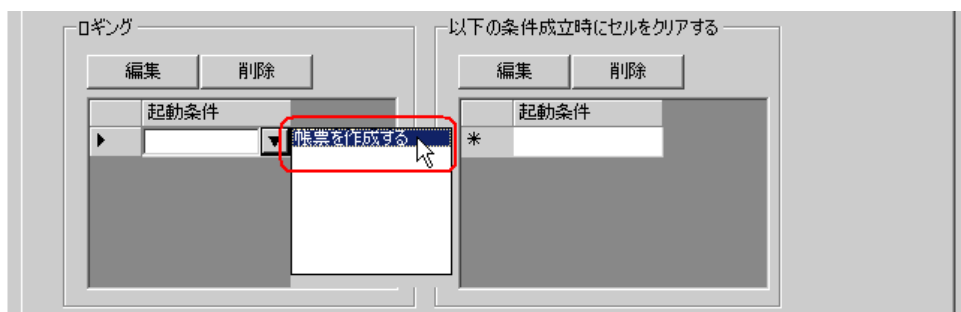 ロギング
以下の条件成立時にセルをクリアする
編集 削除
編集 削除
起動条件
起動条件
帳票を作成する
*